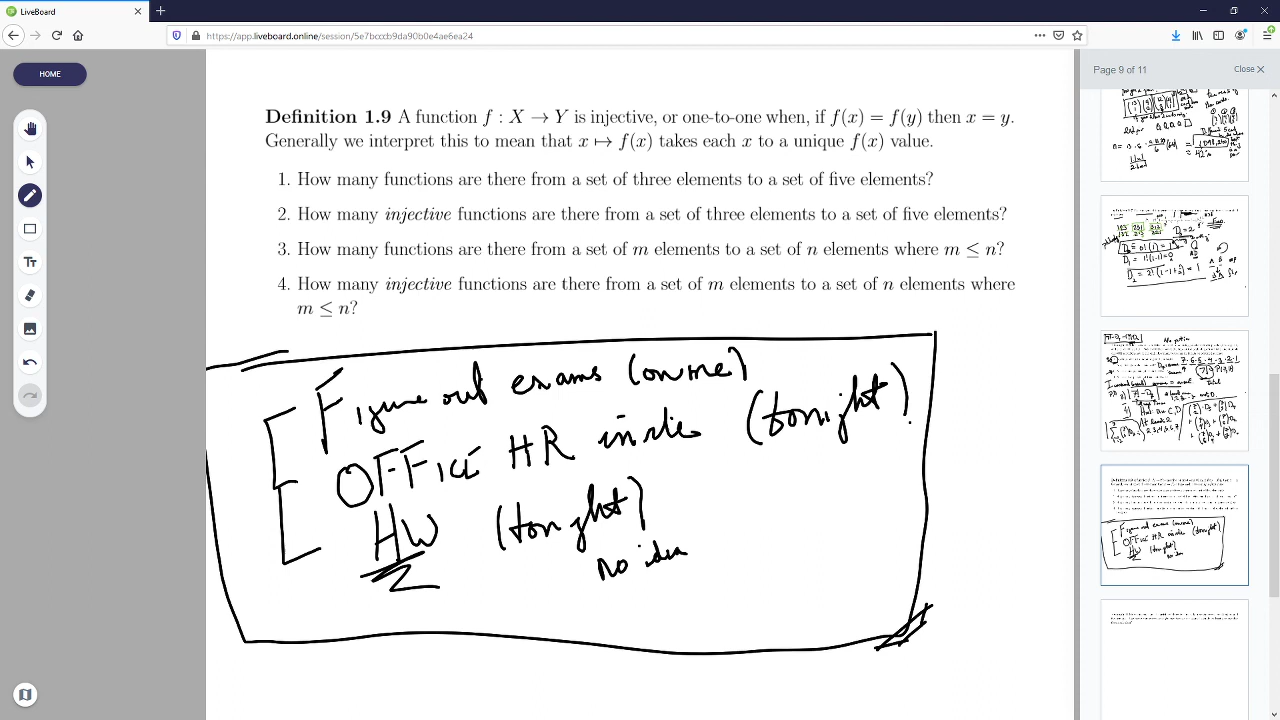 LiveBoard
https://app.liveboard.online/session/5e7bcccb9da90b0e4ae6ea24
HOME
Page 9 of 11
Close X
Definition 1.9 A function f : X → Y is injective, or one-to-one when, if f(x) = f(y) then x = y.
Generally we interpret this to mean that x ↦ f(x) takes each x to a unique f(x) value.
1. How many functions are there from a set of three elements to a set of five elements?
2. How many injective functions are there from a set of three elements to a set of five elements?
3. How many functions are there from a set of m elements to a set of n elements where m ≤ n?
4. How many injective functions are there from a set of m elements to a set of n elements where
m ≤ n?
Figure out exams (on me)
OFFICE HR (tonight)
HW (tonight)
no idea